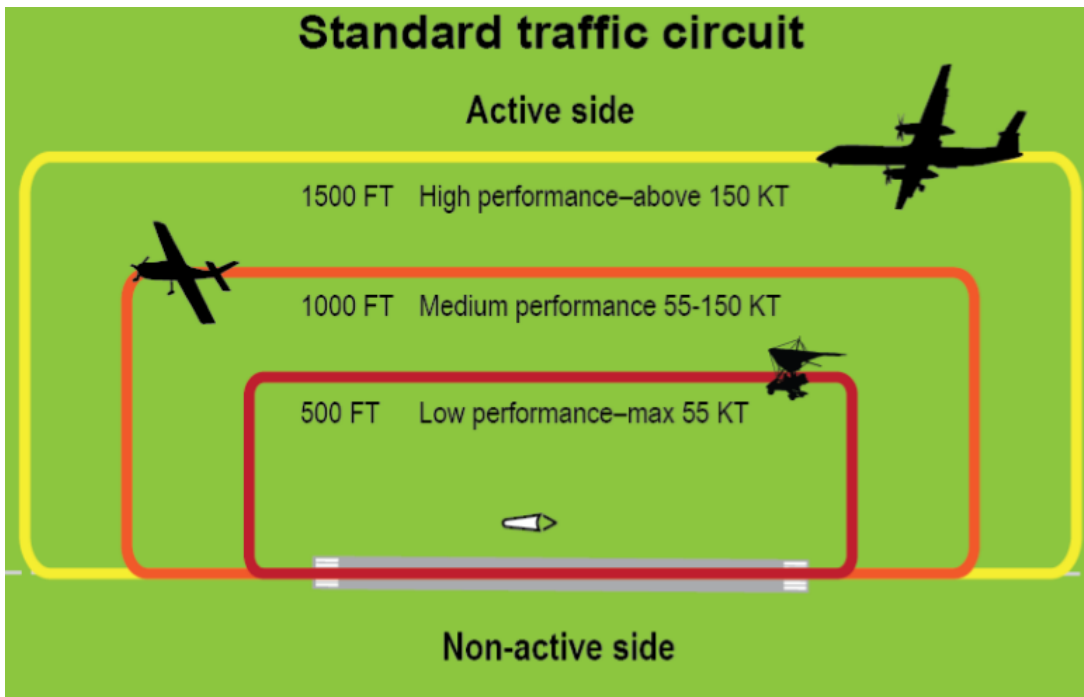 Standard traffic circuit
Active side
1500 FT High performance–above 150 KT
1000 FT Medium performance 55-150 KT
500 FT Low performance–max 55 KT
Non-active side